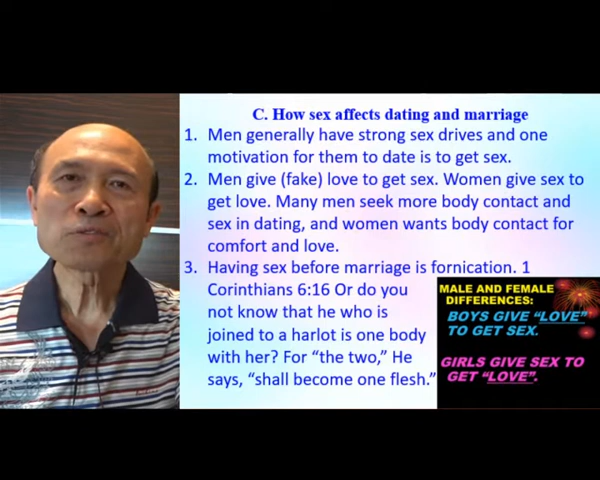 C. How sex affects dating and marriage
1. Men generally have strong sex drives and one
motivation for them to date is to get sex.
2. Men give (fake) love to get sex. Women give sex to
get love. Many men seek more body contact and
sex in dating, and women wants body contact for
comfort and love.
3. Having sex before marriage is fornication. 1
Corinthians 6:16 Or do you
not know that he who is
joined to a harlot is one body
with her? For “the two,” He
says, “shall become one flesh.”
MALE AND FEMALE
DIFFERENCES:
BOYS GIVE “LOVE”
TO GET SEX.
GIRLS GIVE SEX TO
GET “LOVE”.